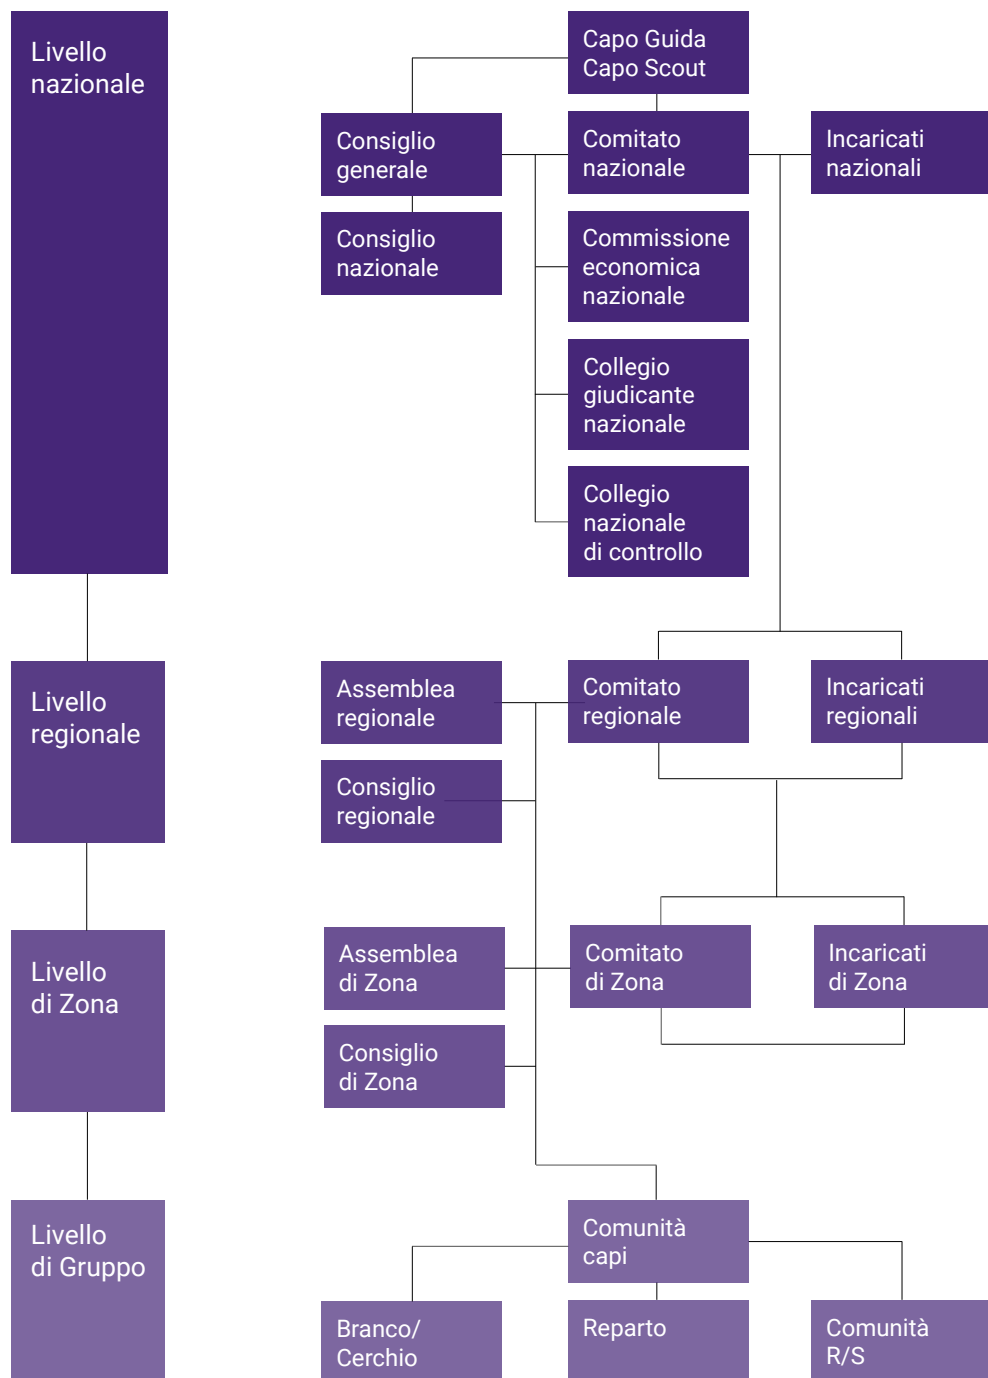 Livello
nazionale
Capo Guida
Capo Scout
Consiglio
generale
Comitato
nazionale
Incaricati
nazionali
Consiglio
nazionale
Commissione
economica
nazionale
Collegio
giudicante
nazionale
Collegio
nazionale
di controllo
Livello
regionale
Assemblea
regionale
Comitato
regionale
Incaricati
regionali
Consiglio
regionale
Livello
di Zona
Assemblea
di Zona
Comitato
di Zona
Incaricati
di Zona
Consiglio
di Zona
Livello
di Gruppo
Comunità
capi
Branco/
Cerchio
Reparto
Comunità
R/S